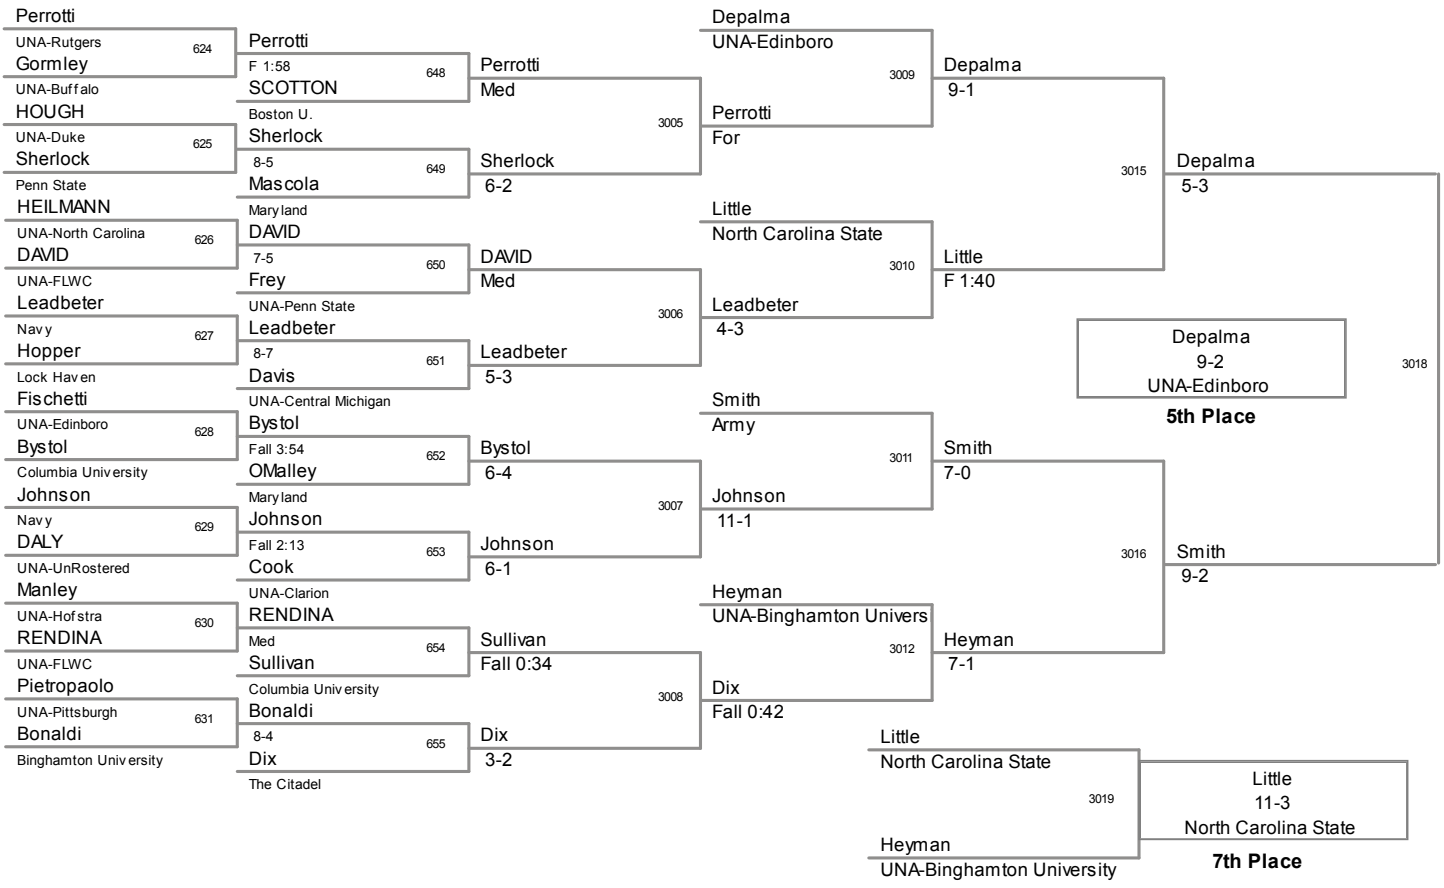 Perrotti
UNA-Rutgers
624
Gormley
UNA-Buffalo
HOUGH
UNA-Duke
625
Sherlock
Penn State
HEILMANN
UNA-North Carolina
626
DAVID
UNA-FLWC
Leadbeter
Navy
627
Hopper
Lock Haven
Fischetti
UNA-Edinboro
628
Bystol
Columbia University
Johnson
Navy
629
DALY
UNA-UnRostered
Manley
UNA-Hofstra
630
RENDINA
UNA-FLWC
Pietropaolo
UNA-Pittsburgh
631
Bonaldi
Binghamton University
Perrotti
F 1:58
648
SCOTTON
Boston U.
Sherlock
8-5
649
Mascola
Maryland
DAVID
7-5
650
Frey
UNA-Penn State
Leadbeter
8-7
651
Davis
UNA-Central Michigan
Bystol
Fall 3:54
652
OMalley
Maryland
Johnson
Fall 2:13
653
Cook
UNA-Clarion
RENDINA
Med
654
Sullivan
Columbia University
Bonaldi
8-4
655
Dix
The Citadel
Perrotti
Med
3005
Sherlock
6-2
DAVID
Med
3006
Leadbeter
5-3
Bystol
6-4
3007
Johnson
6-1
Sullivan
Fall 0:34
3008
Dix
3-2
Depalma
UNA-Edinboro
3009
Perrotti
For
Little
North Carolina State
3010
Leadbeter
4-3
Smith
Army
3011
Johnson
11-1
Heyman
UNA-Binghamton Univers
3012
Dix
Fall 0:42
Depalma
9-1
3015
Little
F 1:40
Smith
7-0
3016
Heyman
7-1
Depalma
5-3
3018
Smith
9-2
Depalma
9-2
UNA-Edinboro
5th Place
Little
North Carolina State
3019
Heyman
UNA-Binghamton University
Little
11-3
North Carolina State
7th Place